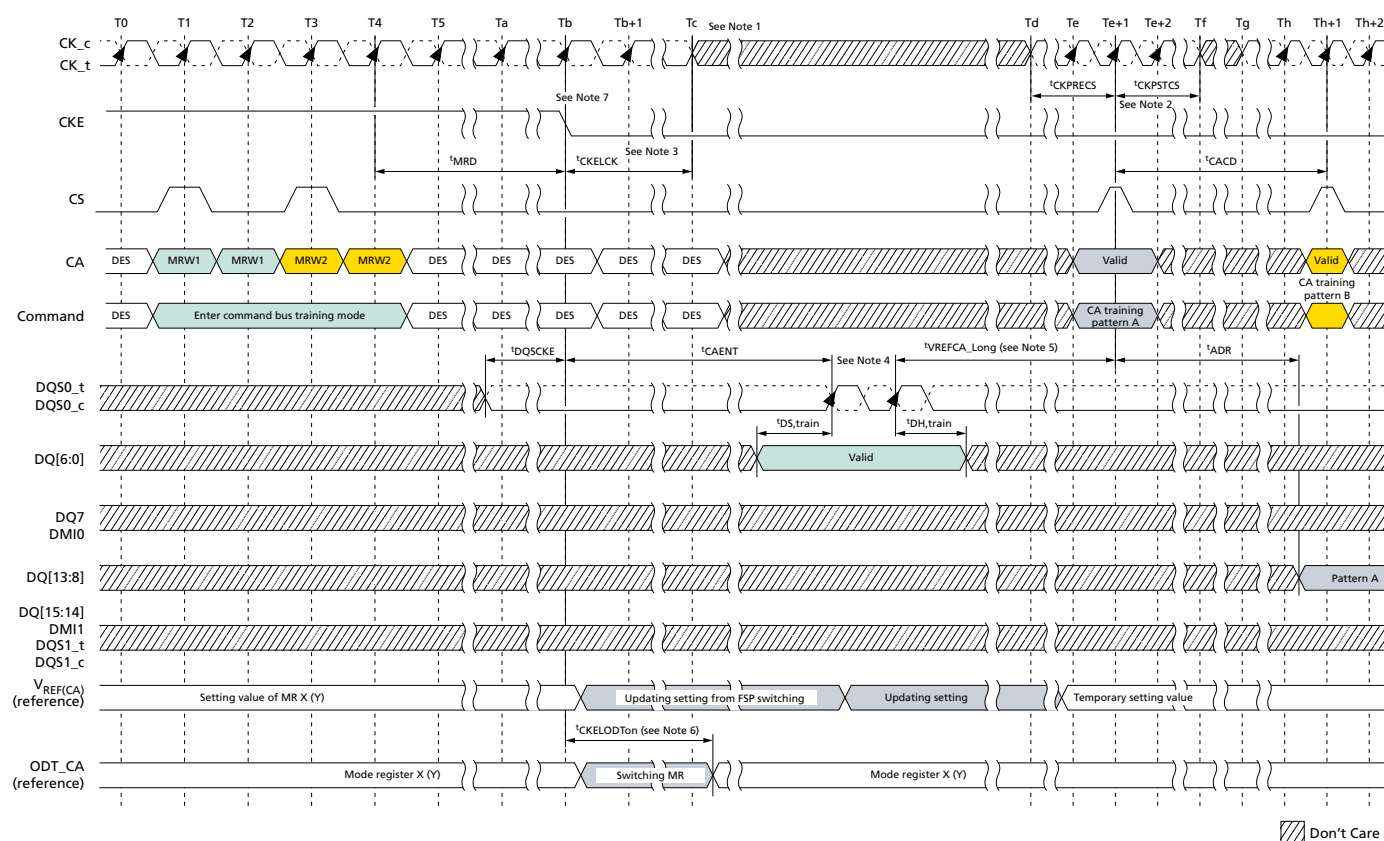 T0 T1 T2 T3 T4 T5 Ta Tb Tb+1 Tc See Note 1 Td Te Te+1 Te+2 Tf Tg Th Th+1 Th+2
CK_c
CK_t
tCKPRECS tCKPSTCS
See Note 7 See Note 2
CKE
See Note 3
tMRD tCKELCK tCACD
CS
CA DES MRW1 MRW1 MRW2 MRW2 DES DES DES DES DES Valid Valid
CA training
pattern B
Command DES Enter command bus training mode DES DES DES DES DES CA training
pattern A
tDQSCKE tCAENT See Note 4 tVREFCA_Long (see Note 5) tADR
DQS0_t
DQS0_c
tDS,train tDH,train
DQ[6:0] Valid
DQ7
DMI0
DQ[13:8] Pattern A
DQ[15:14]
DMI1
DQS1_t
DQS1_c
VREF(CA)
(reference) Setting value of MR X (Y) Updating setting from FSP switching Updating setting Temporary setting value
tCKELODTon (see Note 6)
ODT_CA
(reference) Mode register X (Y) Switching MR Mode register X (Y)
Don't Care